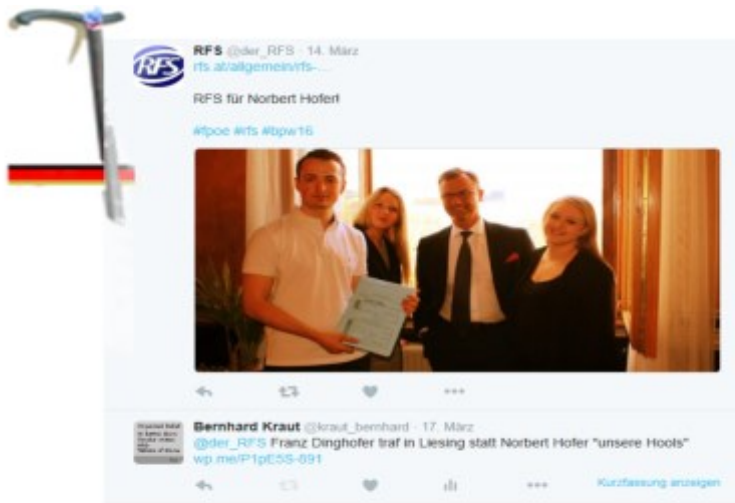 RFS @der_RFS · 14. März
rfs.at/allgemein/rfs-...
RFS
RFS für Norbert Hofer!
#fpoe #rfs #bpw16
Bernhard Kraut @kraut_bernhard · 17. März
@der_RFS Franz Dinghofer traf in Liesing statt Norbert Hofer "unsere Hools"
wp.me/P1pE5S-891
Kurzfassung anzeigen